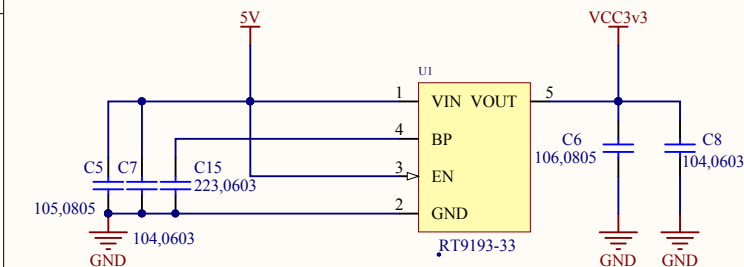 5V
VCC3v3
U1
1
VIN
VOUT
5
4
BP
C5
C7
C15
3
EN
C6
C8
223,0603
106,0805
104,0603
105,0805
2
GND
104,0603
RT9193-33
GND
GND
GND